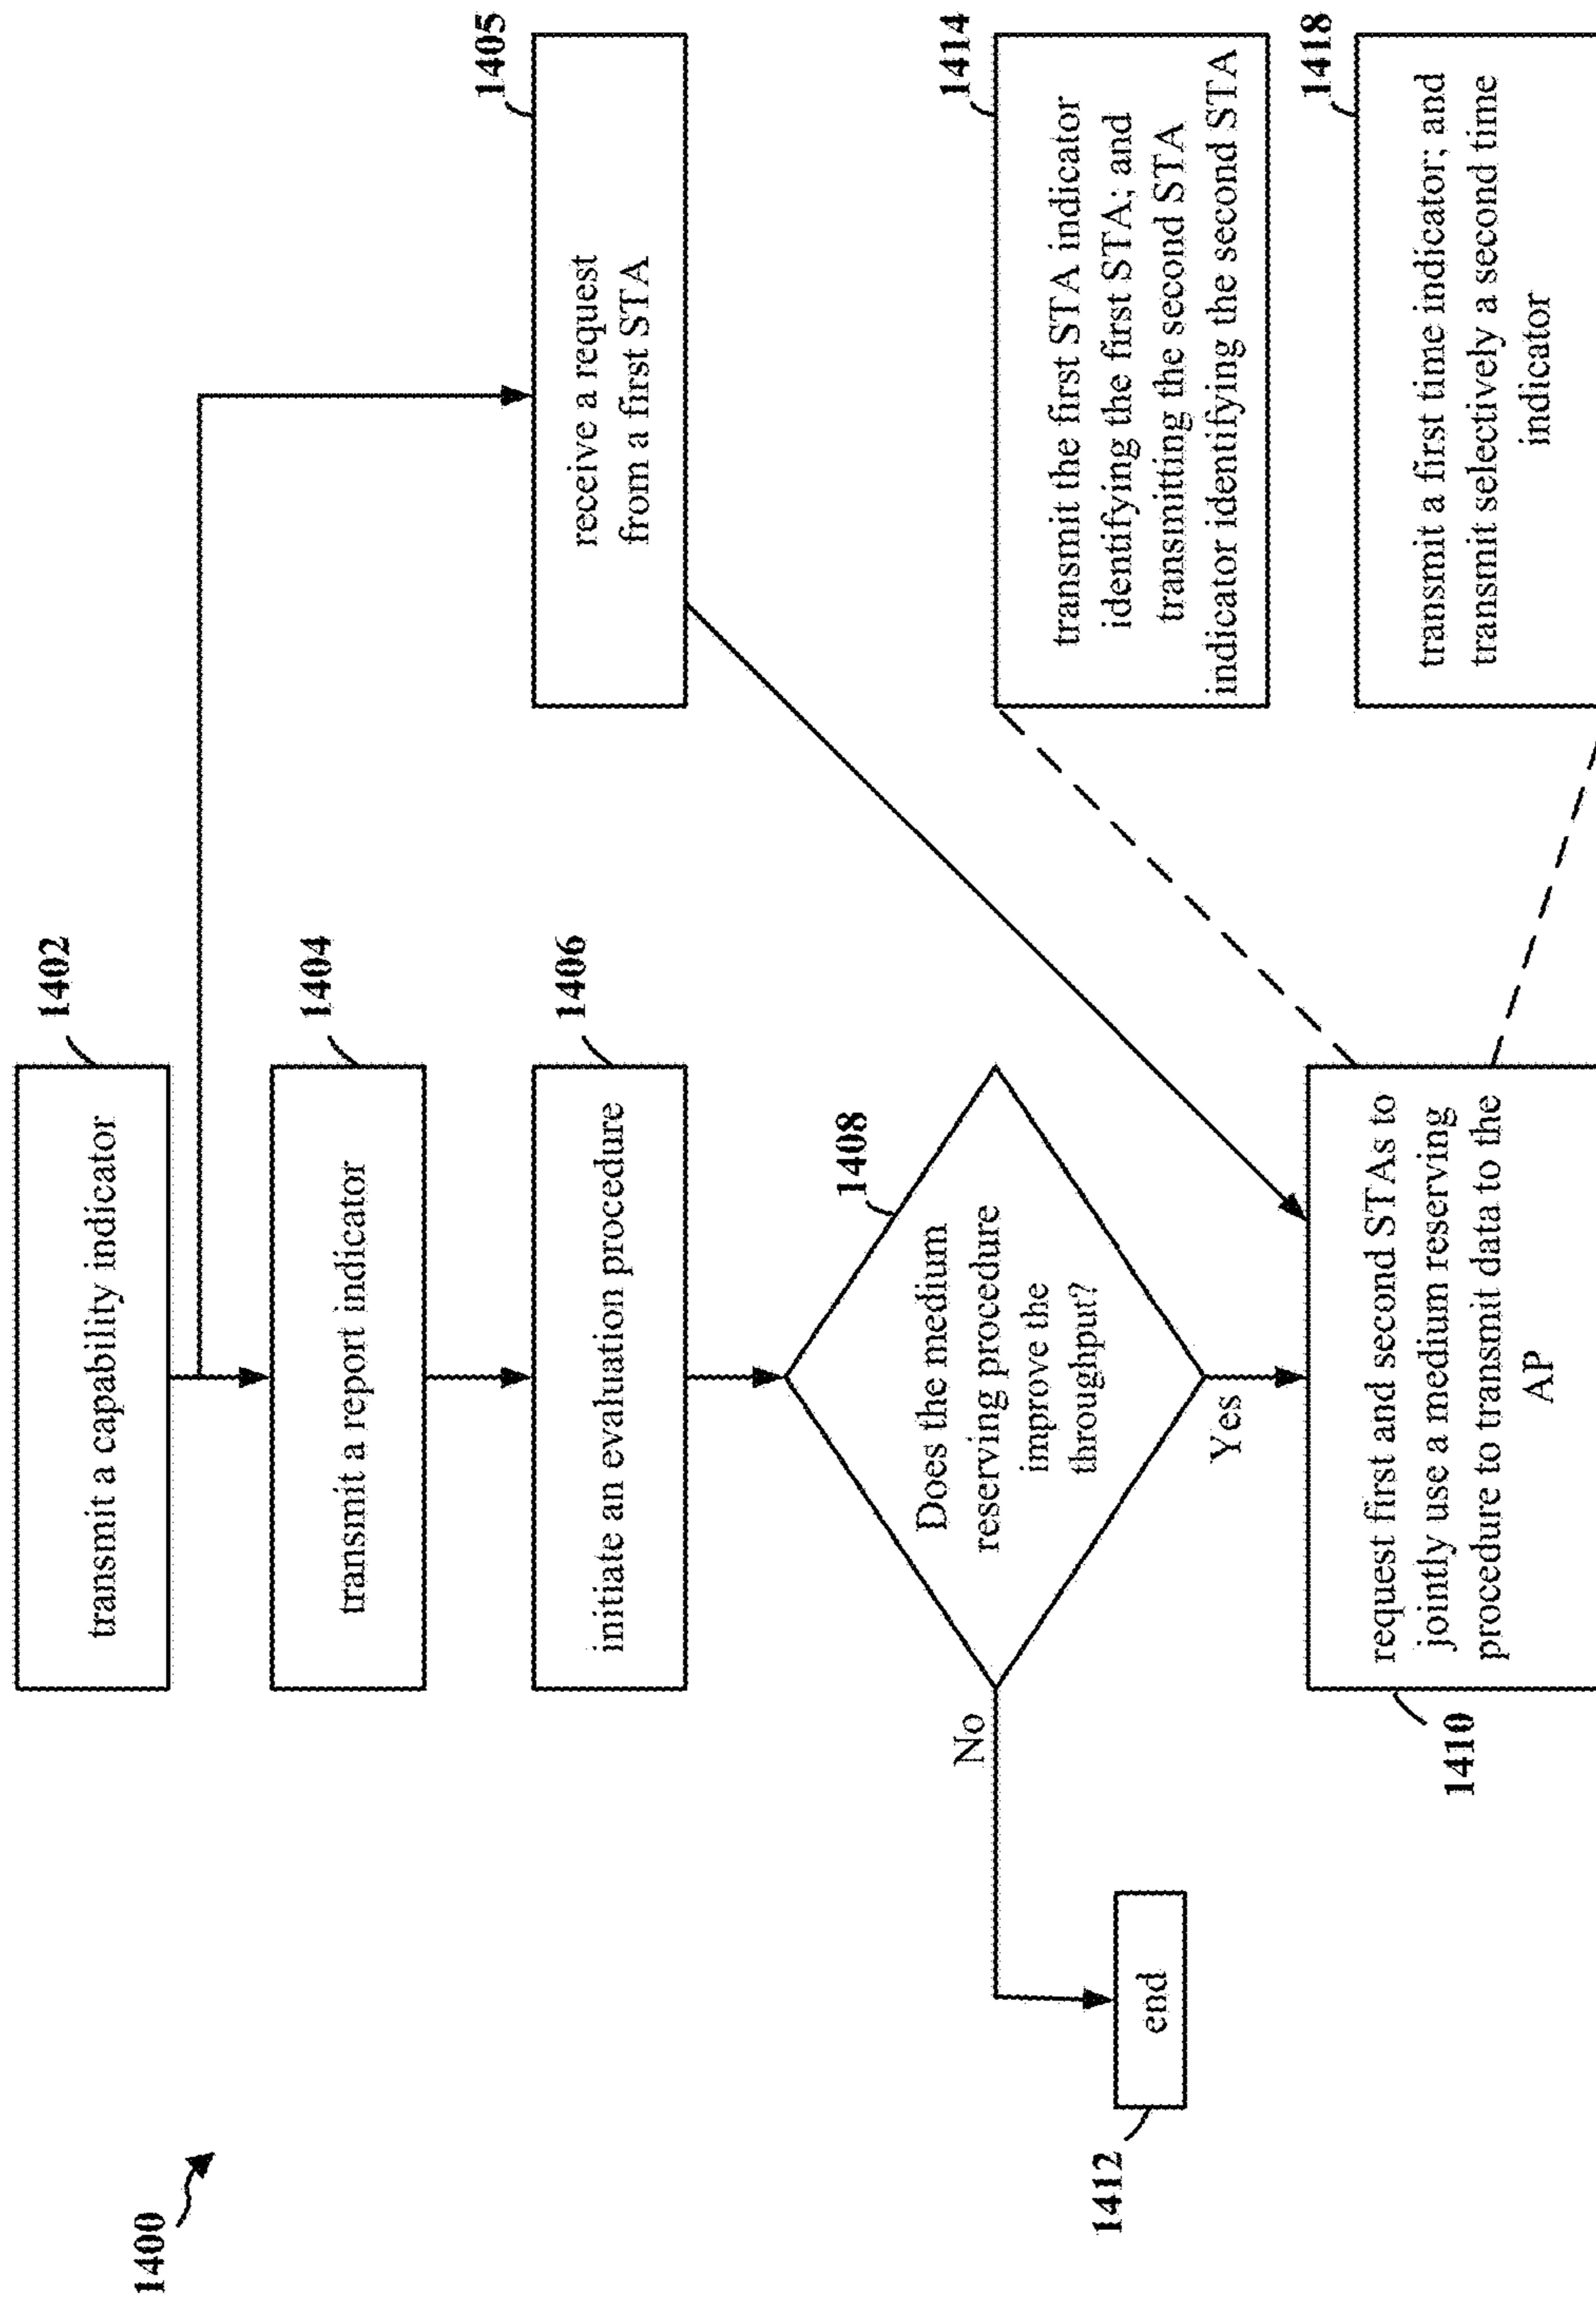 1400
1402
transmit a capability indicator
1404
transmit a report indicator
1405
receive a request
from a first STA
1406
initiate an evaluation procedure
1408
Does the medium
reserving procedure
improve the
throughput?
No
Yes
1412
end
1410
request first and second STAs to
jointly use a medium reserving
procedure to transmit data to the
AP
1414
transmit the first STA indicator
identifying the first STA; and
transmitting the second STA
indicator identifying the second STA
1418
transmit a first time indicator; and
transmit selectively a second time
indicator